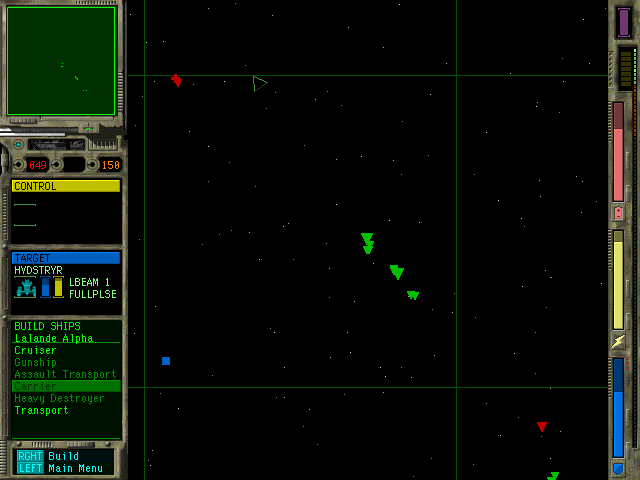 049 150
CONTROL
TARGET
HVDSTRYR
LBEAM 1
FULLPLSE
BUILD SHIPS
Lalande Alpha
Cruiser
Gunship
Assault Transport
Carrier
Heavy Destroyer
Transport
RGHT Build
LEFT Main Menu